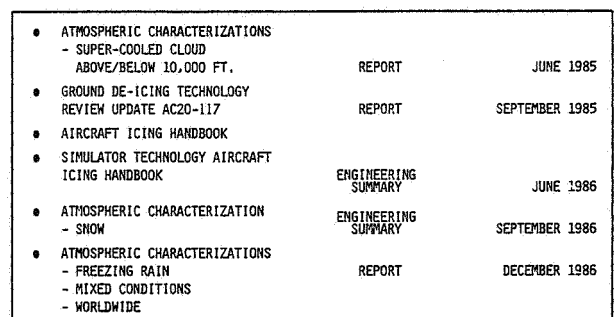 • ATMOSPHERIC CHARACTERIZATIONS
- SUPER-COOLED CLOUD
ABOVE/BELOW 10,000 FT. REPORT JUNE 1985
• GROUND DE-ICING TECHNOLOGY
REVIEW UPDATE AC20-117 REPORT SEPTEMBER 1985
• AIRCRAFT ICING HANDBOOK
• SIMULATOR TECHNOLOGY AIRCRAFT
ICING HANDBOOK ENGINEERING
SUMMARY JUNE 1986
• ATMOSPHERIC CHARACTERIZATION ENGINEERING
- SNOW SUMMARY SEPTEMBER 1986
• ATMOSPHERIC CHARACTERIZATIONS
- FREEZING RAIN REPORT DECEMBER 1986
- MIXED CONDITIONS
- WORLDWIDE